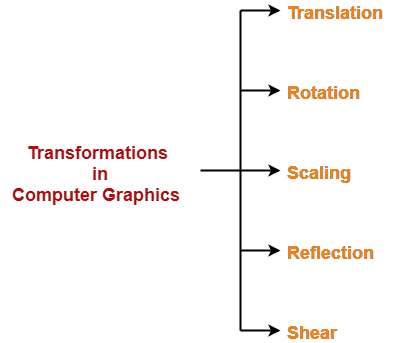 Transformations
in
Computer Graphics
Translation
Rotation
Scaling
Reflection
Shear